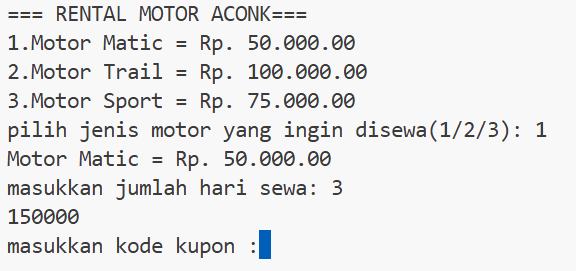 === RENTAL MOTOR ACONK===
1.Motor Matic = Rp. 50.000.00
2.Motor Trail = Rp. 100.000.00
3.Motor Sport = Rp. 75.000.00
pilih jenis motor yang ingin disewa(1/2/3): 1
Motor Matic = Rp. 50.000.00
masukkan jumlah hari sewa: 3
150000
masukkan kode kupon :